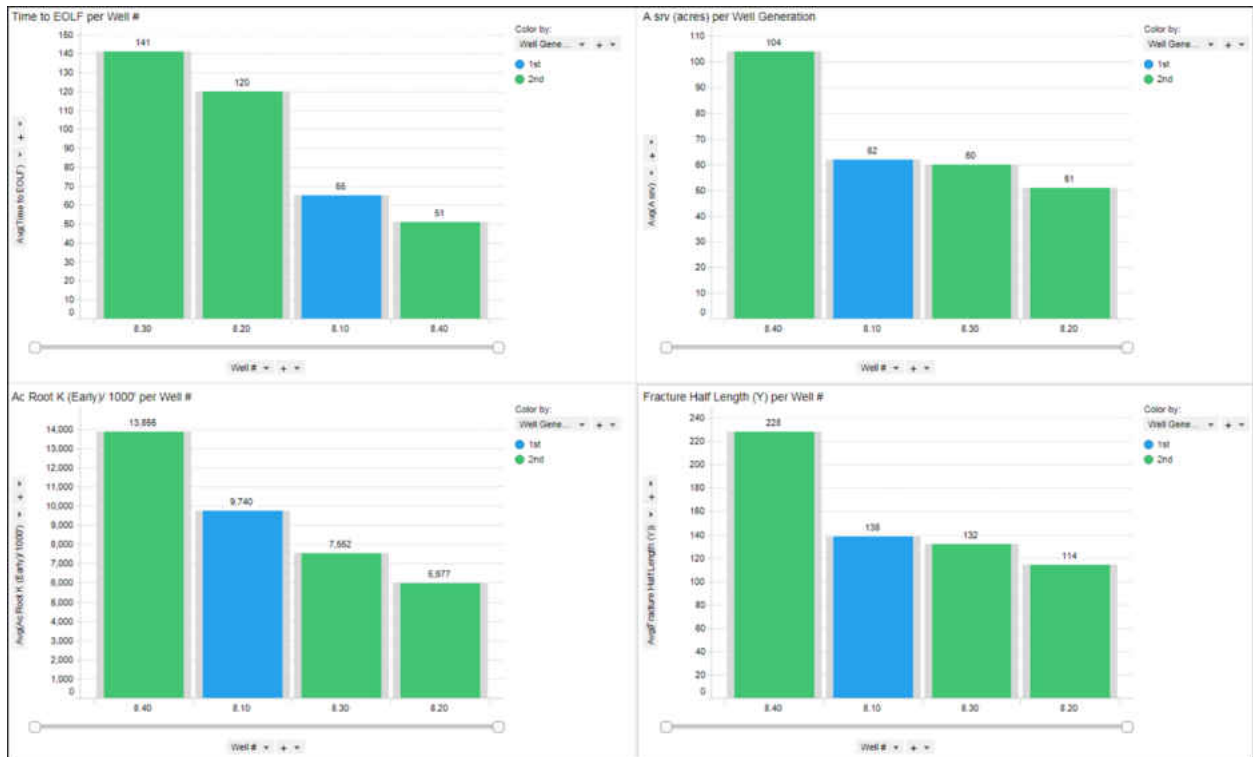 Time to EOLF per Well #
Color by:
Well Gene...
1st
2nd
Avg(Time to EOLF)
150
140
130
120
110
100
90
80
70
60
50
40
30
20
10
0
141
120
51
8.30
8.20
8.10
8.40
Well #
A srv (acres) per Well Generation
Color by:
Well Gene...
1st
2nd
Avg(A srv)
110
100
90
80
70
60
50
40
30
20
10
0
104
62
60
8.40
8.10
8.30
8.20
Well #
Ac Root K (Early)/ 1000' per Well #
Color by:
Well Gene...
1st
2nd
Avg(Ac Root K (Early)/ 1000')
14,000
13,000
12,000
11,000
10,000
9,000
8,000
7,000
6,000
5,000
4,000
3,000
2,000
1,000
0
9,740
8.40
8.10
8.30
8.20
Well #
Fracture Half Length (Y) per Well #
Color by:
Well Gene...
1st
2nd
Avg(Fracture Half Length (Y))
240
220
200
180
160
140
120
100
80
60
40
20
0
228
138
132
114
8.40
8.10
8.30
8.20
Well #